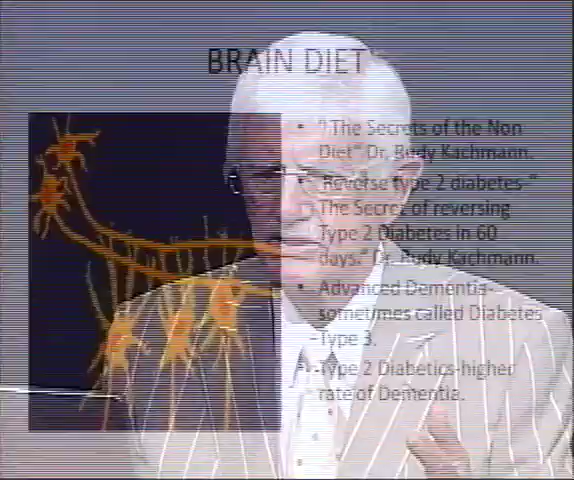 BRAIN DIET
• "The Secrets of the Non
Diet" Dr. Rudy Kachmann.
"Reverse type 2 diabetes-"
The Secret of reversing
Type 2 Diabetes in 60
days." Dr. Rudy Kachmann.
• Advanced Dementia-
sometimes called Diabetes
Type 3.
• Type 2 Diabetics-higher
rate of Dementia.